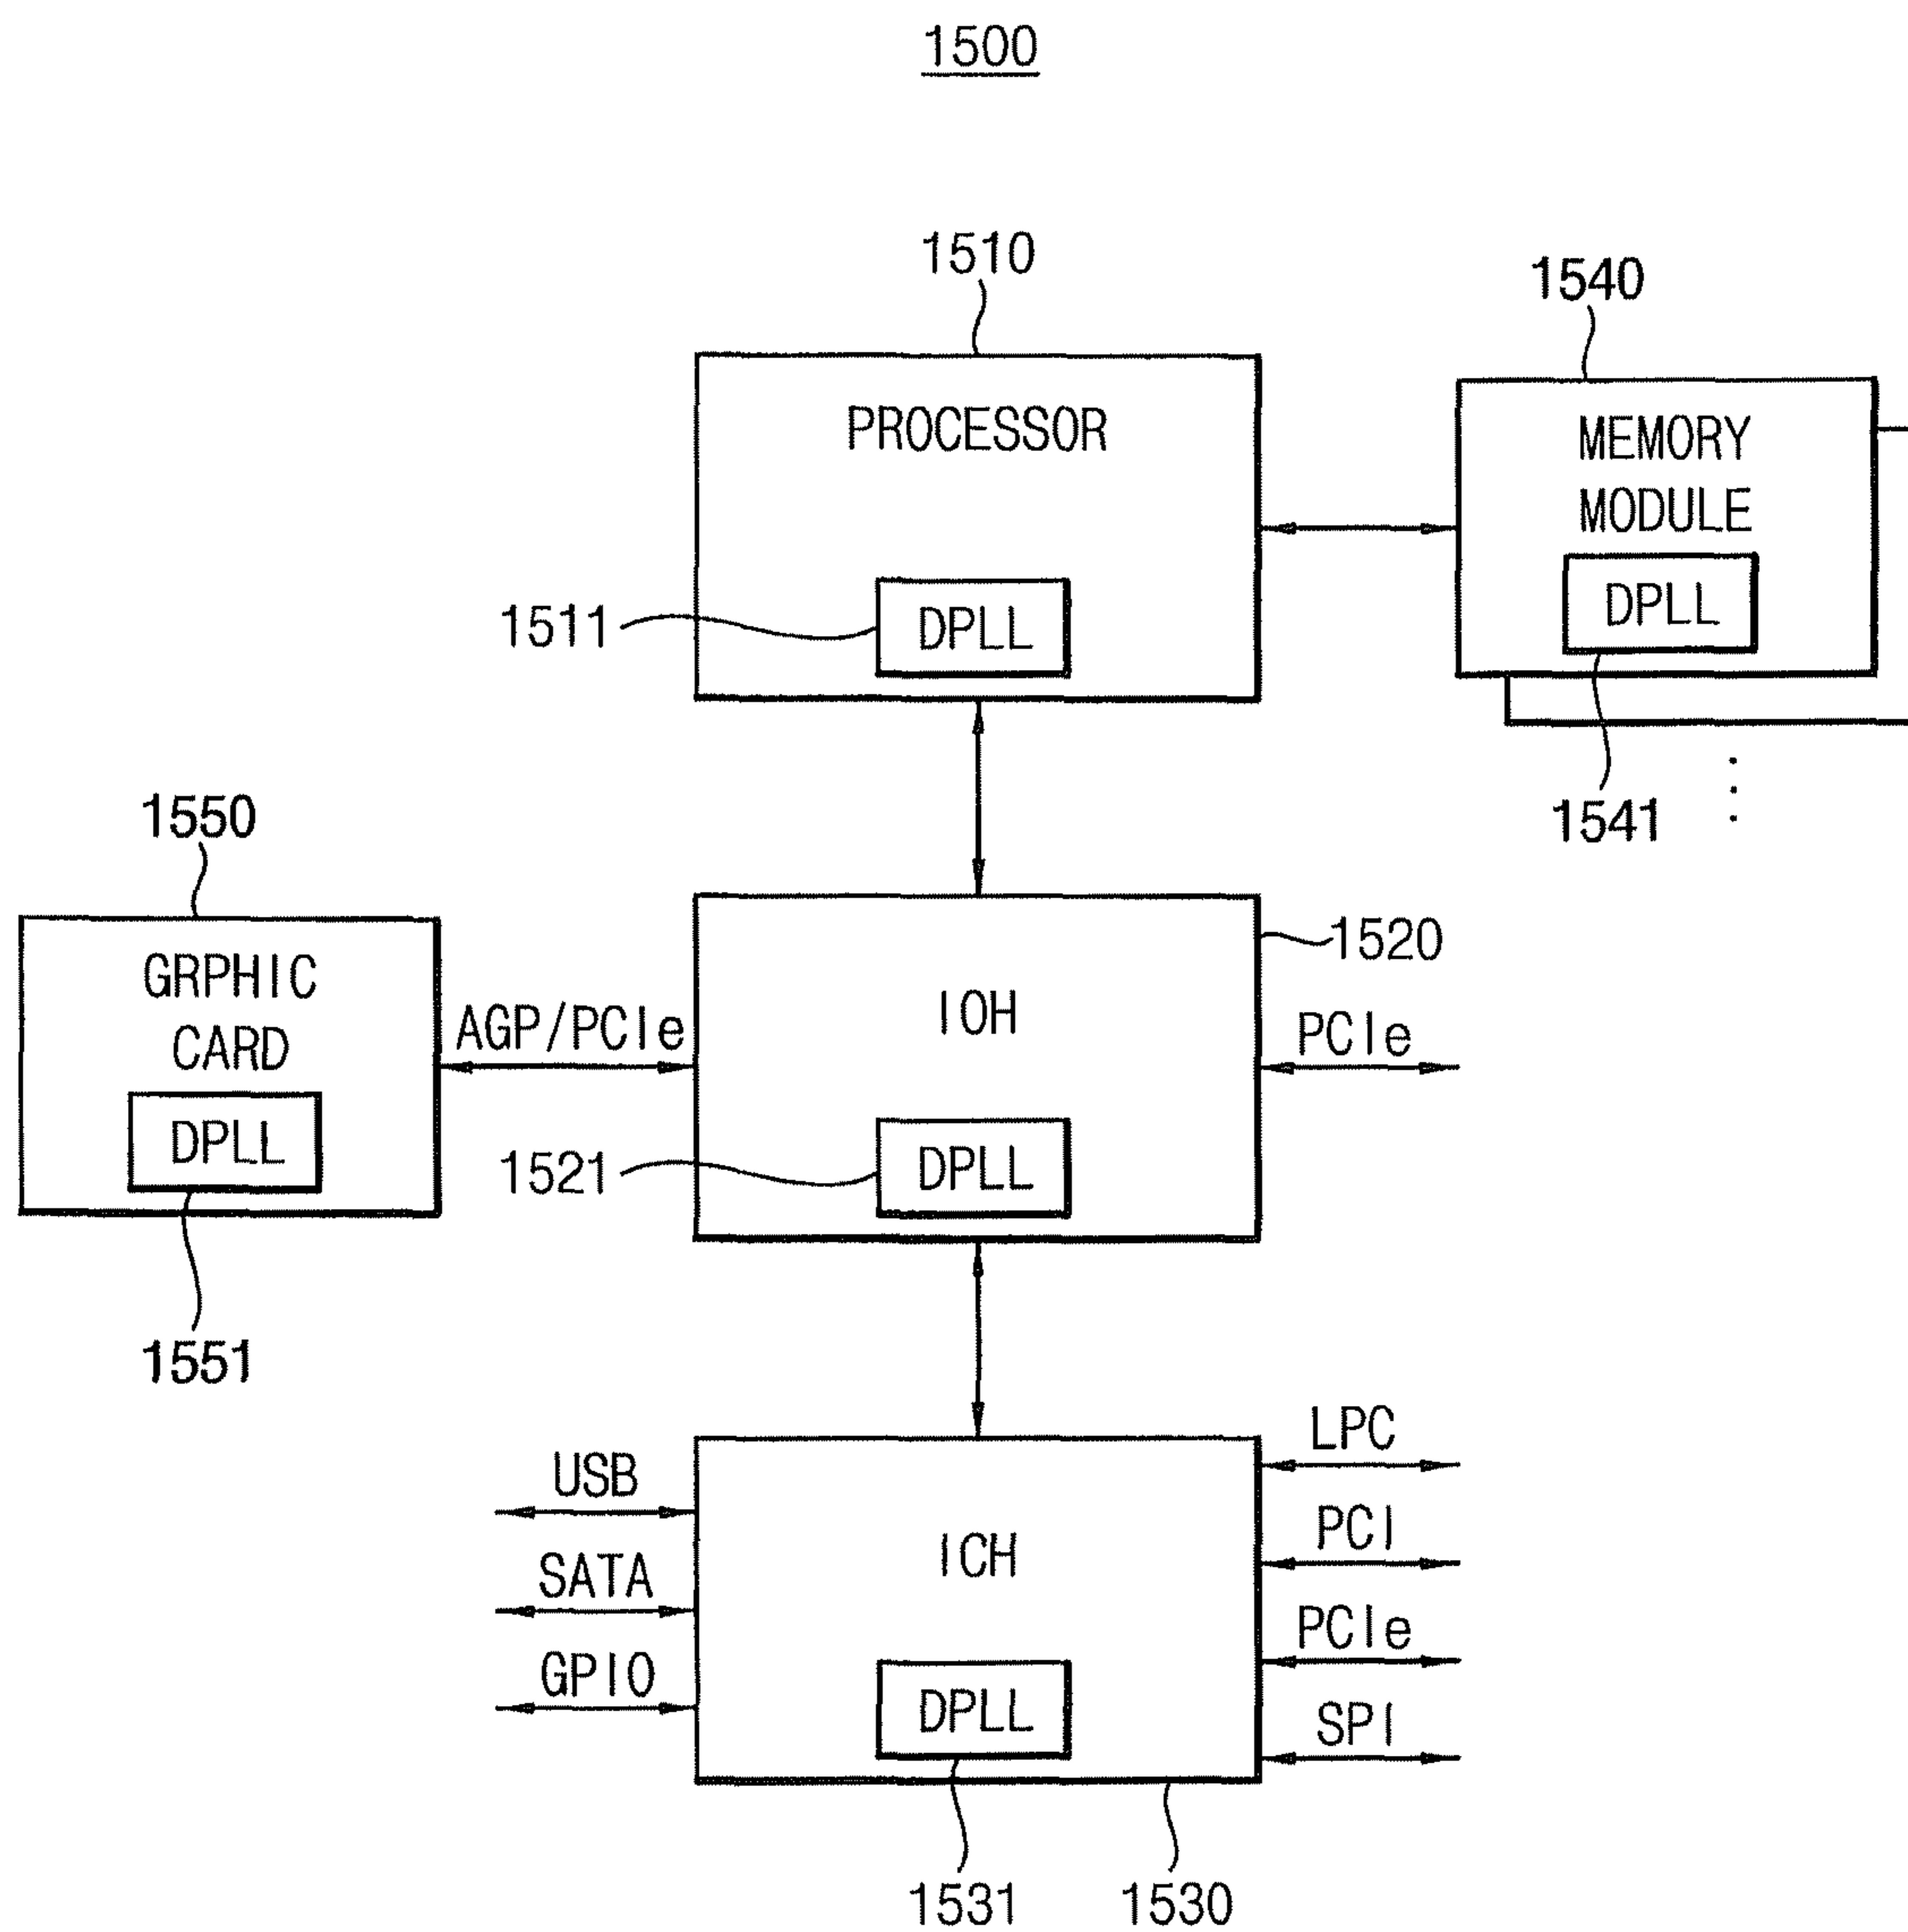 1500
1510
1540
PROCESSOR
MEMORY
MODULE
DPLL
1511
DPLL
1541
1550
GRPHIC
CARD
DPLL
1551
AGP/PCIe
1520
IOH
PCIe
1521
DPLL
USB
SATA
GPIO
ICH
DPLL
LPC
PCI
PCIe
SPI
1531
1530